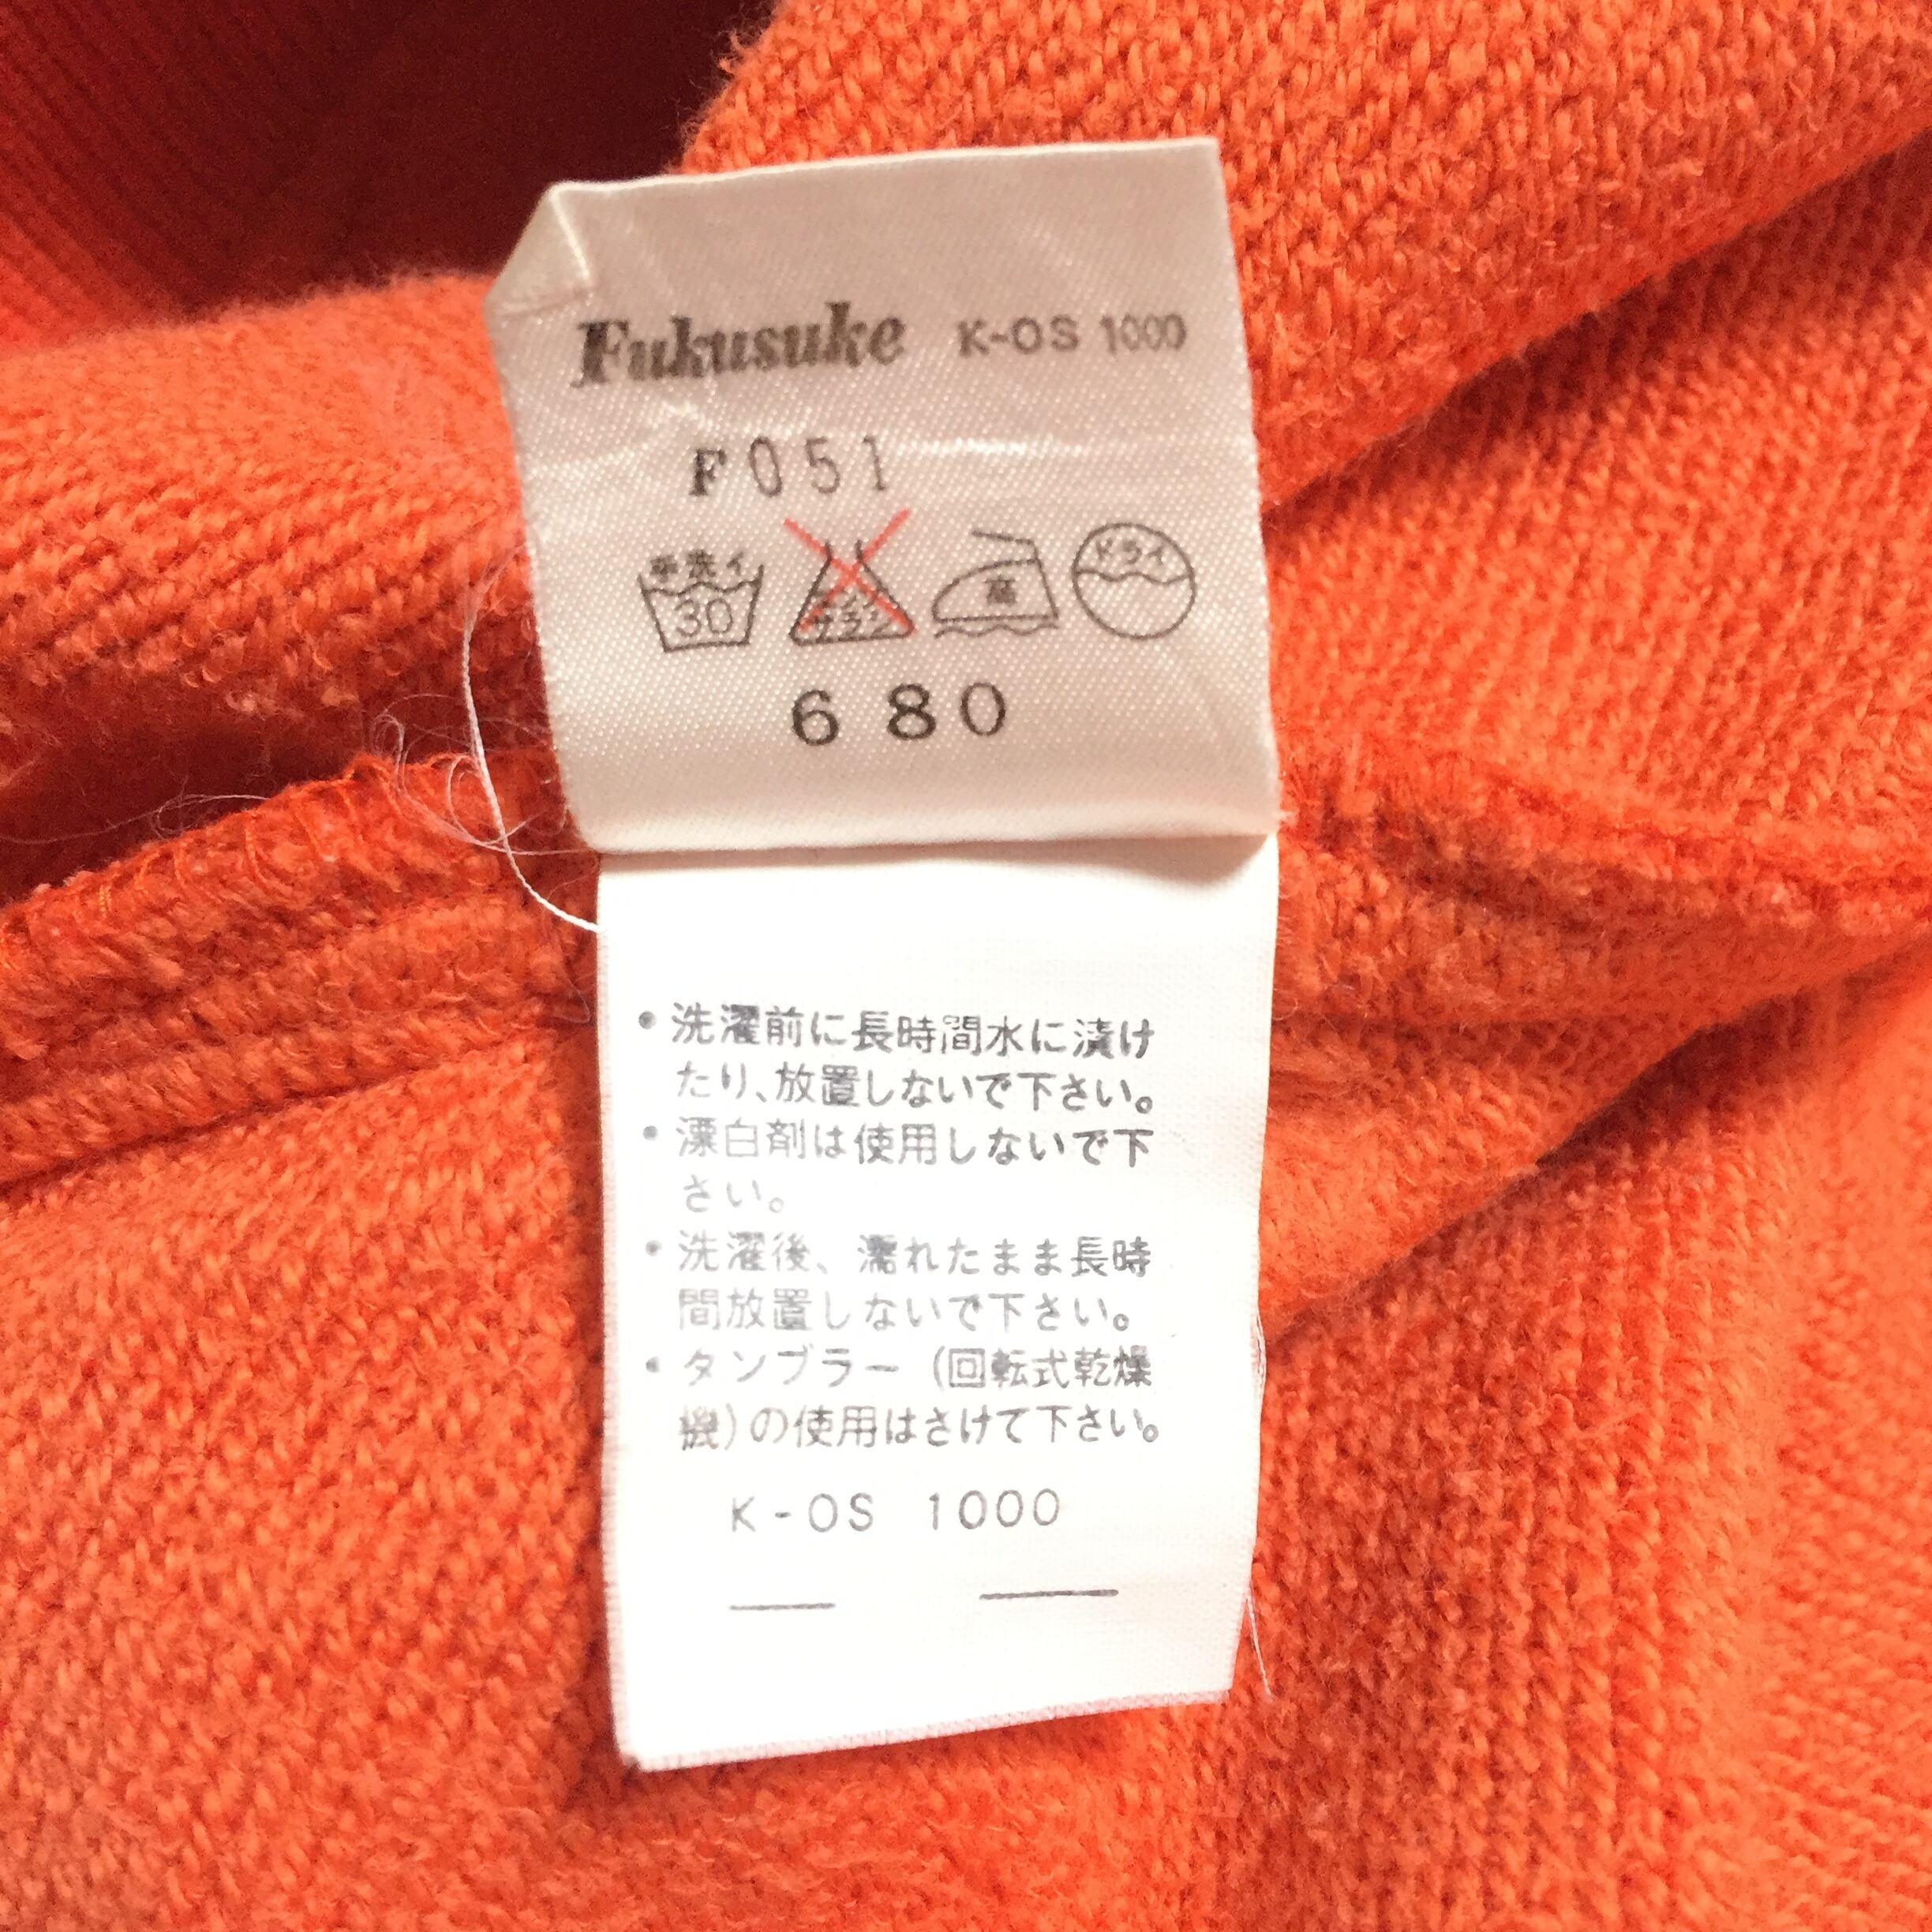 Fukusuke K-OS 1000
F051
手洗イ 30 サラシ 高 ドライ
680
• 洗濯前に長時間水に漬け
たり、放置しないで下さい。
• 漂白剤は使用しないで下
さい。
• 洗濯後、濡れたまま長時
間放置しないで下さい。
• タンブラー (回転式乾燥
機)の使用はさけて下さい。
K-OS 1000